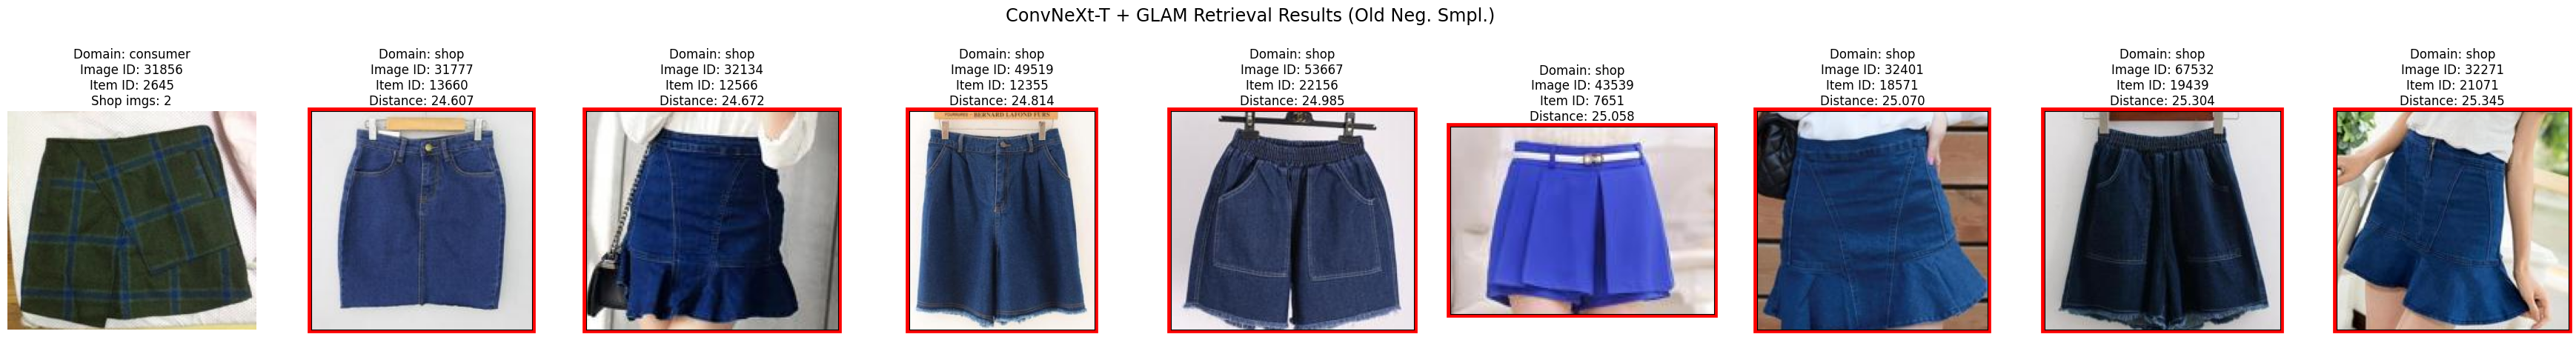 ConvNeXt-T + GLAM Retrieval Results (Old Neg. Smpl.)
Domain: consumer
Image ID: 31856
Item ID: 2645
Shop imgs: 2
Domain: shop
Image ID: 31777
Item ID: 13660
Distance: 24.607
Domain: shop
Image ID: 32134
Item ID: 12566
Distance: 24.672
Domain: shop
Image ID: 49519
Item ID: 12355
Distance: 24.814
BERNARD LAFOND FURS
Domain: shop
Image ID: 53667
Item ID: 22156
Distance: 24.985
Domain: shop
Image ID: 43539
Item ID: 7651
Distance: 25.058
Domain: shop
Image ID: 32401
Item ID: 18571
Distance: 25.070
Domain: shop
Image ID: 67532
Item ID: 19439
Distance: 25.304
Domain: shop
Image ID: 32271
Item ID: 21071
Distance: 25.345